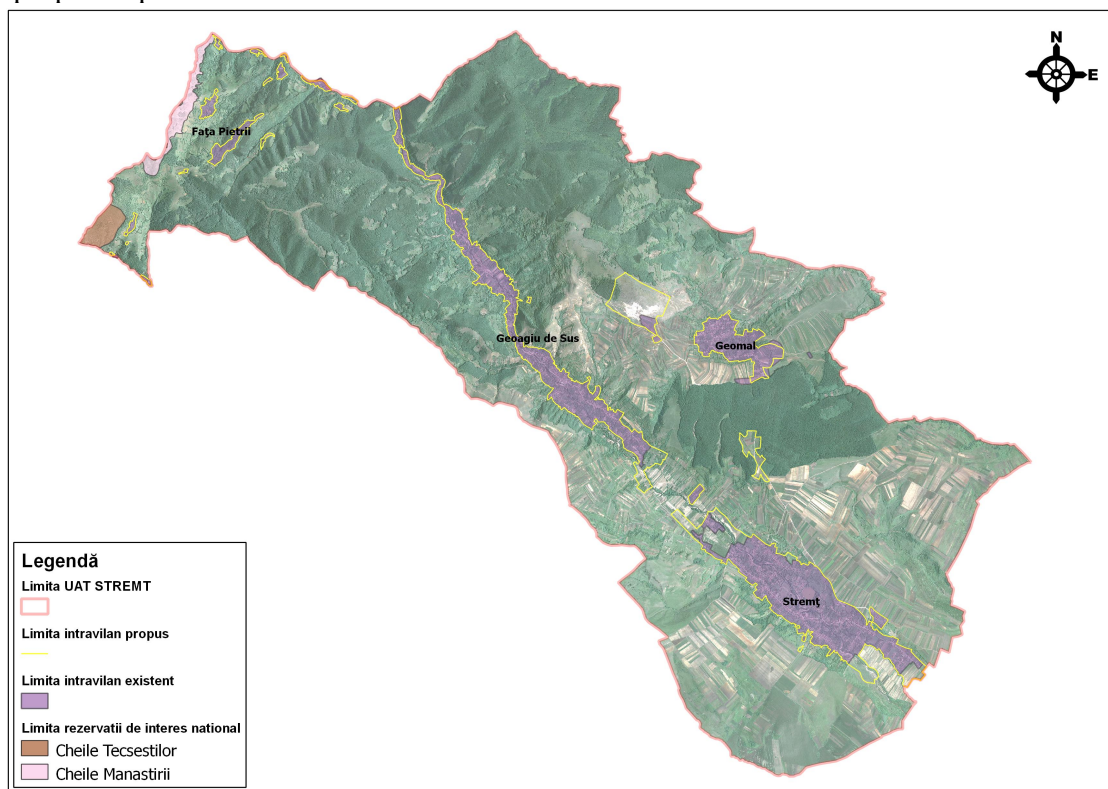 N
E
Faţa Pietrii
Geoagiu de Sus
Geomal
Stremţ
Legendă
Limita UAT STREMT
Limita intravilan propus
Limita intravilan existent
Limita rezervatii de interes national
Cheile Tecsestilor
Cheile Manastirii